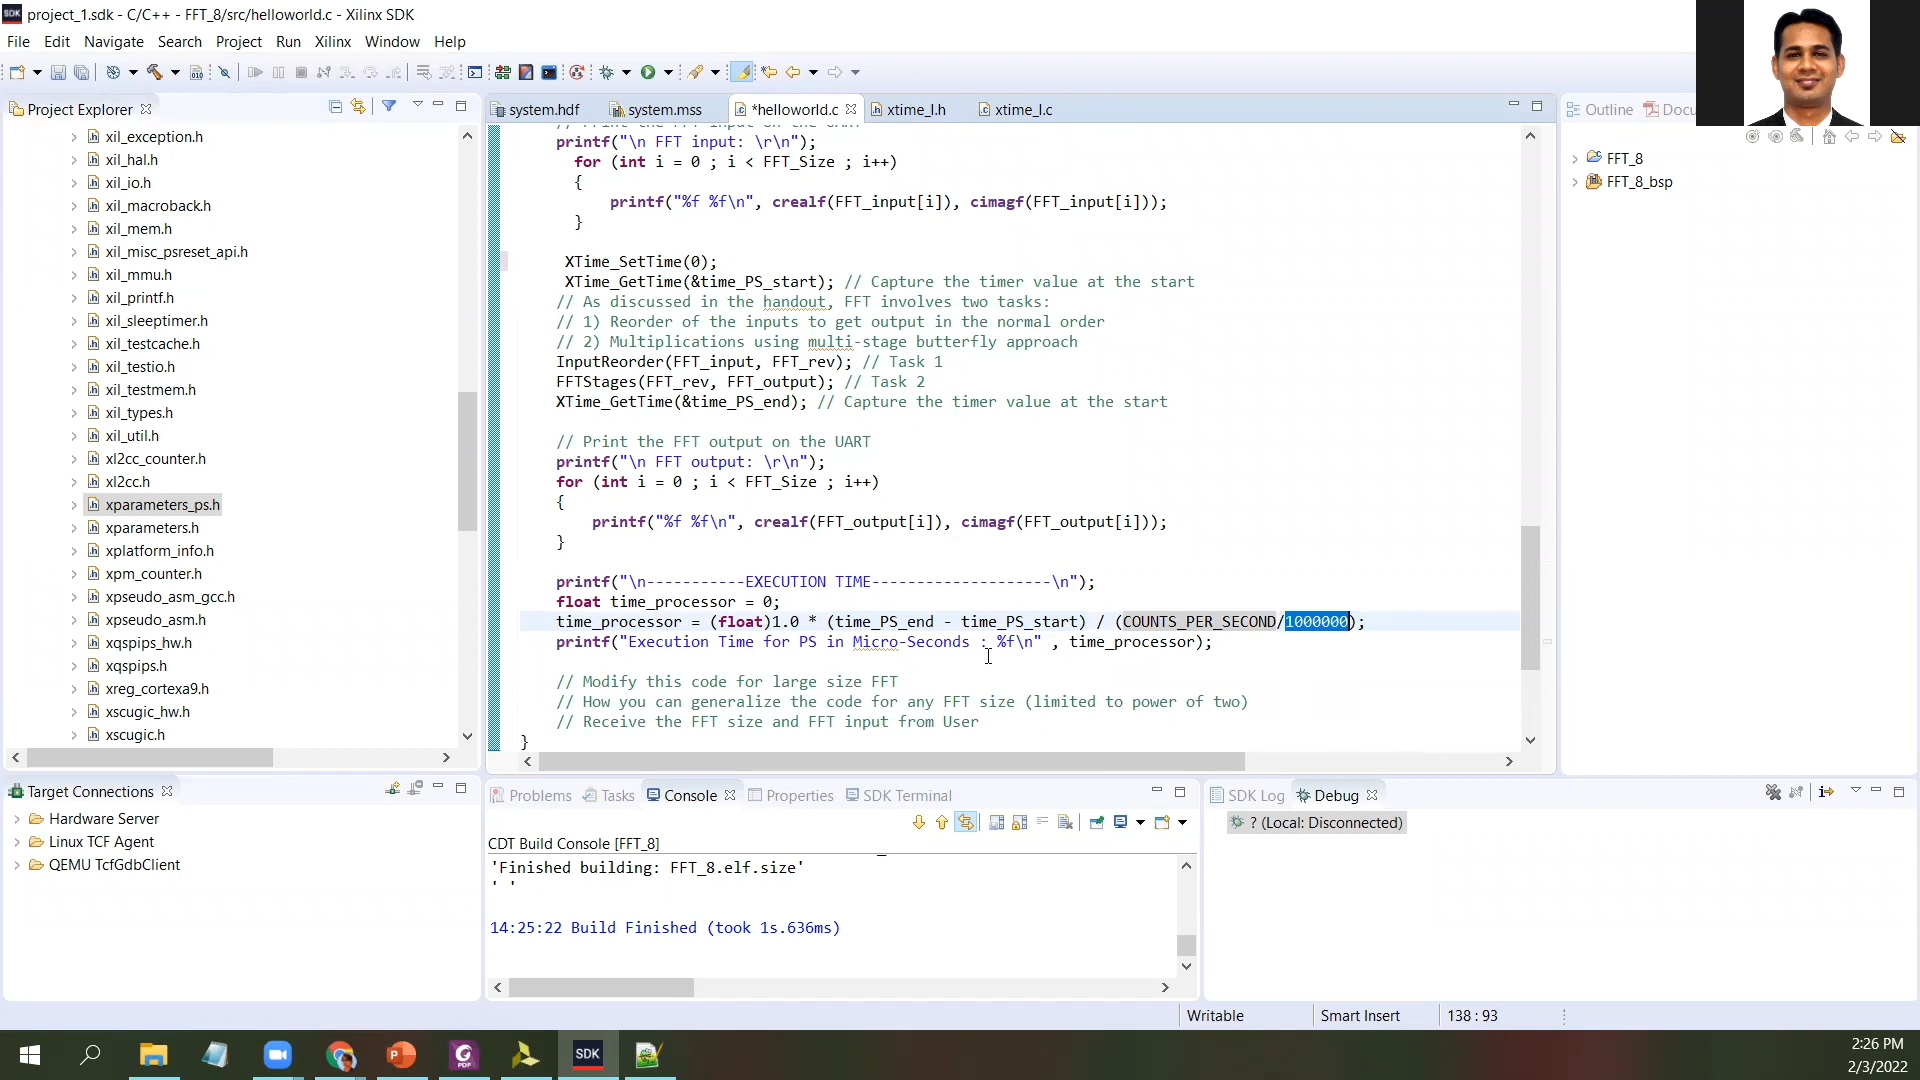 project_1.sdk - C/C++ - FFT_8/src/helloworld.c - Xilinx SDK
File Edit Navigate Search Project Run Xilinx Window Help
Project Explorer
xil_exception.h
xil_hal.h
xil_io.h
xil_macroback.h
xil_mem.h
xil_misc_psreset_api.h
xil_mmu.h
xil_printf.h
xil_sleeptimer.h
xil_testcache.h
xil_testio.h
xil_testmem.h
xil_types.h
xil_util.h
xl2cc_counter.h
xl2cc.h
xparameters_ps.h
xparameters.h
xplatform_info.h
xpm_counter.h
xpseudo_asm_gcc.h
xpseudo_asm.h
xqspips_hw.h
xqspips.h
xreg_cortexa9.h
xscugic_hw.h
xscugic.h
system.hdf system.mss *helloworld.c xtime_l.h xtime_l.c
printf("\n FFT input: \r\n");
for (int i = 0 ; i < FFT_Size ; i++)
{
printf("%f %f\n", crealf(FFT_input[i]), cimagf(FFT_input[i]));
}
XTime_SetTime(0);
XTime_GetTime(&time_PS_start); // Capture the timer value at the start
// As discussed in the handout, FFT involves two tasks:
// 1) Reorder of the inputs to get output in the normal order
// 2) Multiplications using multi-stage butterfly approach
InputReorder(FFT_input, FFT_rev); // Task 1
FFTStages(FFT_rev, FFT_output); // Task 2
XTime_GetTime(&time_PS_end); // Capture the timer value at the start
// Print the FFT output on the UART
printf("\n FFT output: \r\n");
for (int i = 0 ; i < FFT_Size ; i++)
{
printf("%f %f\n", crealf(FFT_output[i]), cimagf(FFT_output[i]));
}
printf("\n-----------EXECUTION TIME--------------------\n");
float time_processor = 0;
time_processor = (float)1.0 * (time_PS_end - time_PS_start) / (COUNTS_PER_SECOND/1000000);
printf("Execution Time for PS in Micro-Seconds : %f\n" , time_processor);
// Modify this code for large size FFT
// How you can generalize the code for any FFT size (limited to power of two)
// Receive the FFT size and FFT input from User
}
Outline Docu
FFT_8
FFT_8_bsp
Target Connections
Hardware Server
Linux TCF Agent
QEMU TcfGdbClient
Problems Tasks Console Properties SDK Terminal
CDT Build Console [FFT_8]
'Finished building: FFT_8.elf.size'
' '
14:25:22 Build Finished (took 1s.636ms)
SDK Log Debug
? (Local: Disconnected)
Writable Smart Insert 138 : 93
SDK
PDF
2:26 PM
2/3/2022